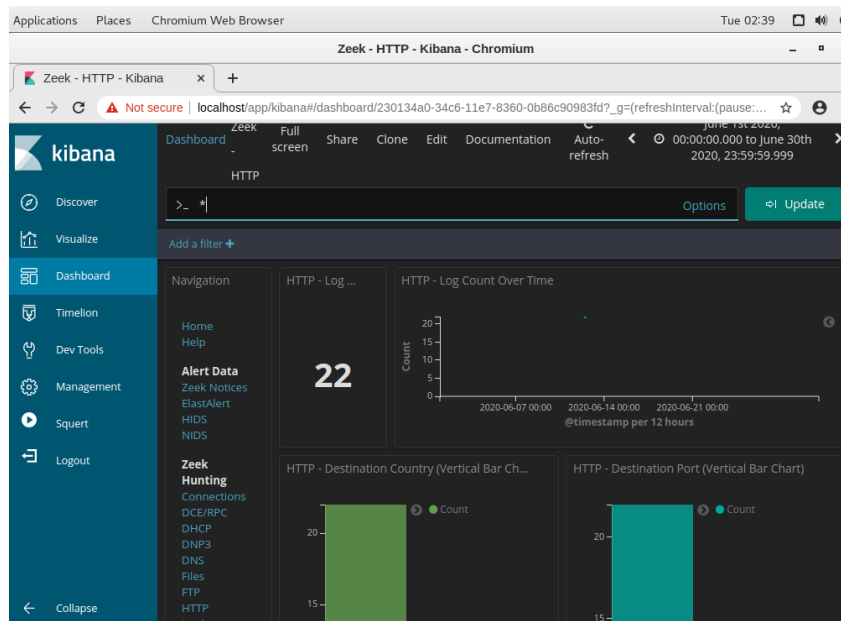 Applications Places Chromium Web Browser Tue 02:39
Zeek - HTTP - Kibana - Chromium
Zeek - HTTP - Kibana × +
Not secure | localhost/app/kibana#/dashboard/230134a0-34c6-11e7-8360-0b86c90983fd?_g=(refreshInterval:(pause:...
kibana
Discover
Visualize
Dashboard
Timelion
Dev Tools
Management
Squert
Logout
Collapse
Dashboard
Zeek
-
HTTP
Full
screen
Share
Clone
Edit
Documentation
Auto-
refresh
June 1st 2020,
00:00:00.000 to June 30th
2020, 23:59:59.999
>_ *
Options
Update
Add a filter +
Navigation
Home
Help
Alert Data
Zeek Notices
ElastAlert
HIDS
NIDS
Zeek
Hunting
Connections
DCE/RPC
DHCP
DNP3
DNS
Files
FTP
HTTP
HTTP - Log ...
22
HTTP - Log Count Over Time
Count
20
15
10
5
0
2020-06-07 00:00 2020-06-14 00:00 2020-06-21 00:00
@timestamp per 12 hours
HTTP - Destination Country (Vertical Bar Ch...
Count
20
15
HTTP - Destination Port (Vertical Bar Chart)
Count
20
15